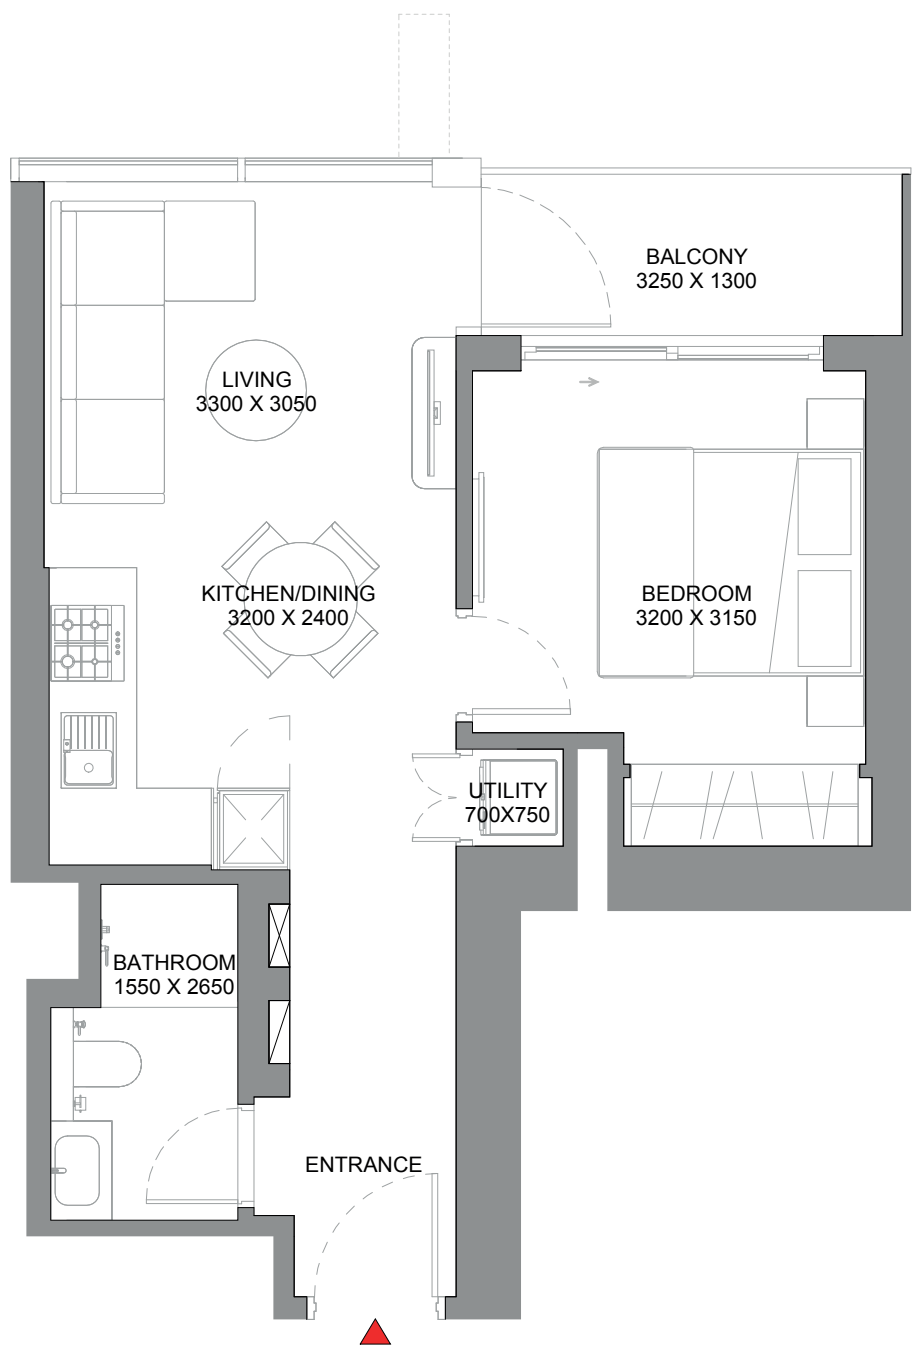 BALCONY
3250 X 1300
LIVING
3300 X 3050
KITCHEN/DINING
3200 X 2400
BEDROOM
3200 X 3150
UTILITY
700X750
BATHROOM
1550 X 2650
ENTRANCE